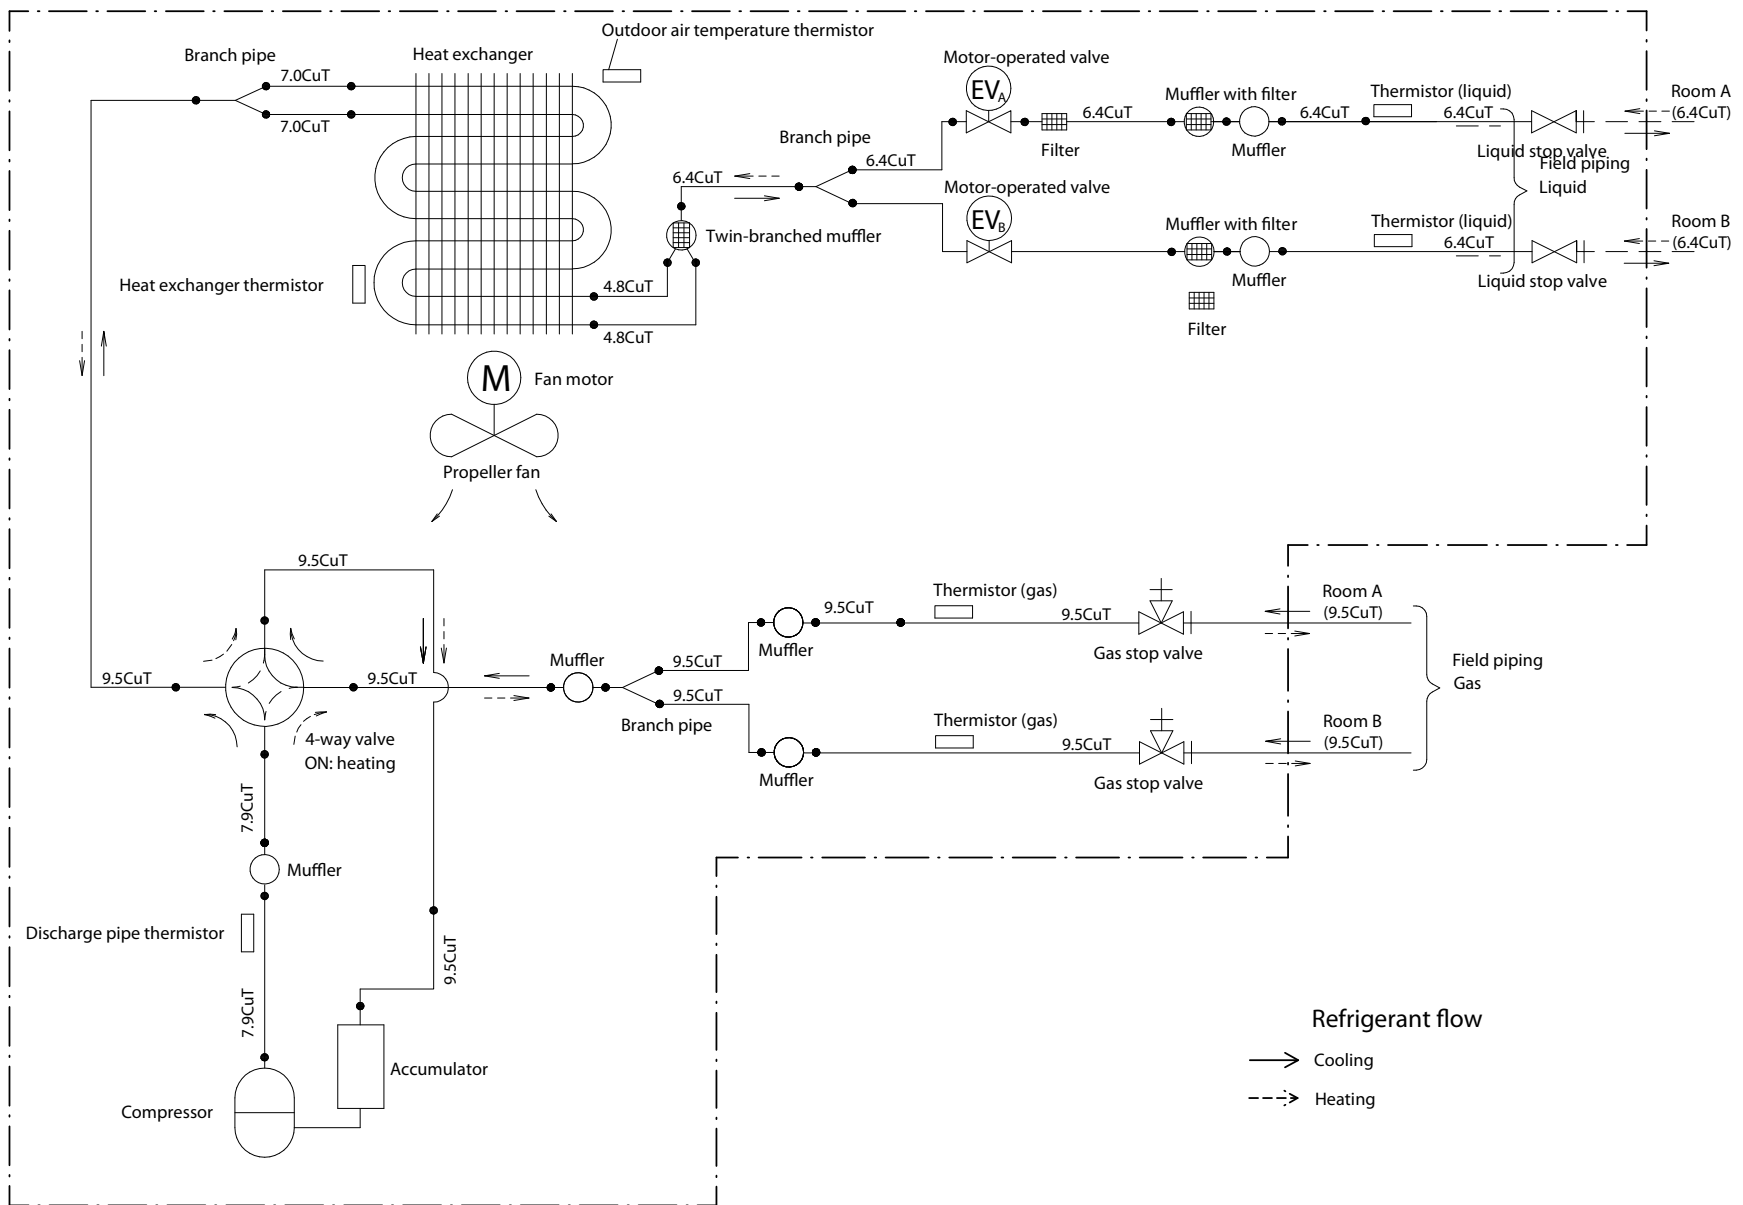 Outdoor air temperature thermistor
Branch pipe
Heat exchanger
Motor-operated valve
7.0CuT
7.0CuT
EVA
Muffler with filter
Thermistor (liquid)
Room A
(6.4CuT)
6.4CuT
6.4CuT
6.4CuT
Branch pipe
Filter
Muffler
Liquid stop valve
Field piping
Liquid
6.4CuT
6.4CuT
Motor-operated valve
EVB
Muffler with filter
Thermistor (liquid)
Room B
(6.4CuT)
6.4CuT
Twin-branched muffler
Muffler
Liquid stop valve
Heat exchanger thermistor
4.8CuT
4.8CuT
Filter
M
Fan motor
Propeller fan
9.5CuT
Thermistor (gas)
Room A
(9.5CuT)
9.5CuT
9.5CuT
Muffler
Gas stop valve
Muffler
9.5CuT
9.5CuT
9.5CuT
9.5CuT
Branch pipe
Field piping
Gas
Thermistor (gas)
Room B
(9.5CuT)
9.5CuT
4-way valve
ON: heating
Muffler
Gas stop valve
7.9CuT
Muffler
Discharge pipe thermistor
9.5CuT
7.9CuT
Accumulator
Compressor
Refrigerant flow
Cooling
Heating